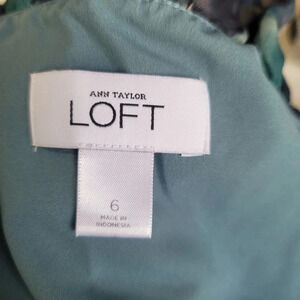 ANN TAYLOR
LOFT
6
MADE IN
INDONESIA